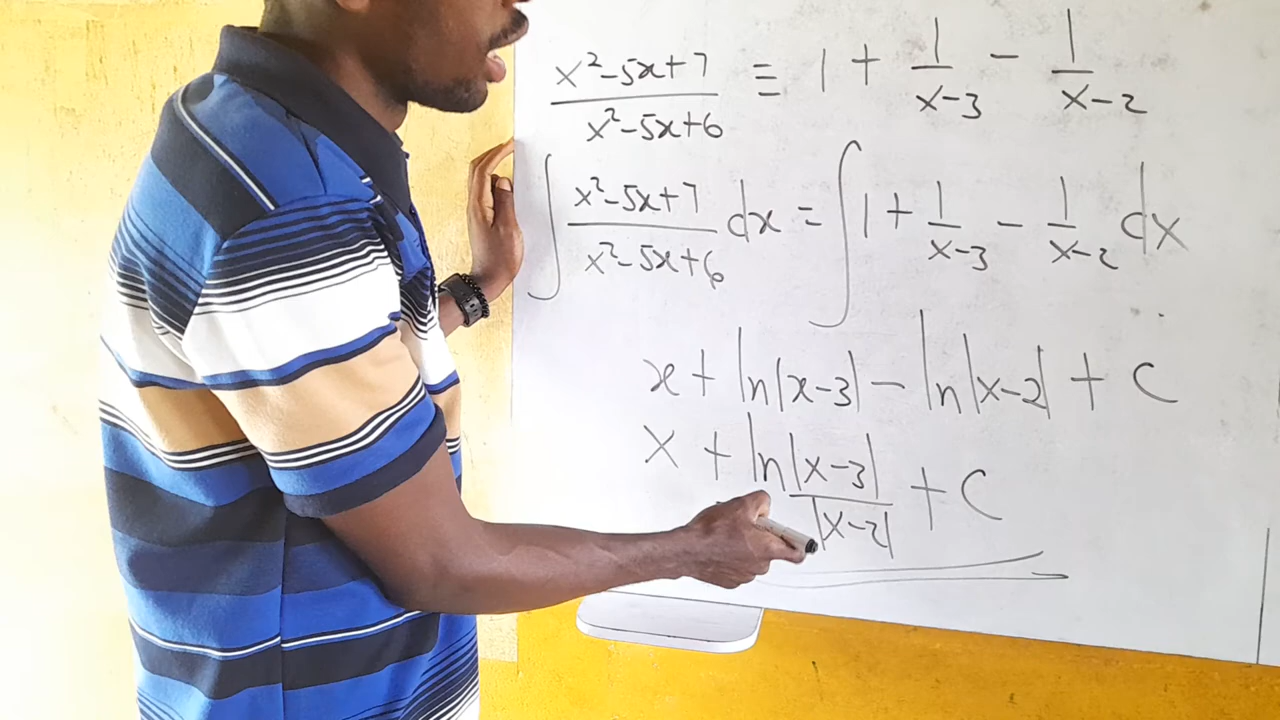 x²-5x+7 / x²-5x+6 ≡ 1 + 1/x-3 - 1/x-2
∫ x²-5x+7 / x²-5x+6 dx = ∫ 1 + 1/x-3 - 1/x-2 dx
x + ln|x-3| - ln|x-2| + C
x + ln |x-3| / |x-2| + C